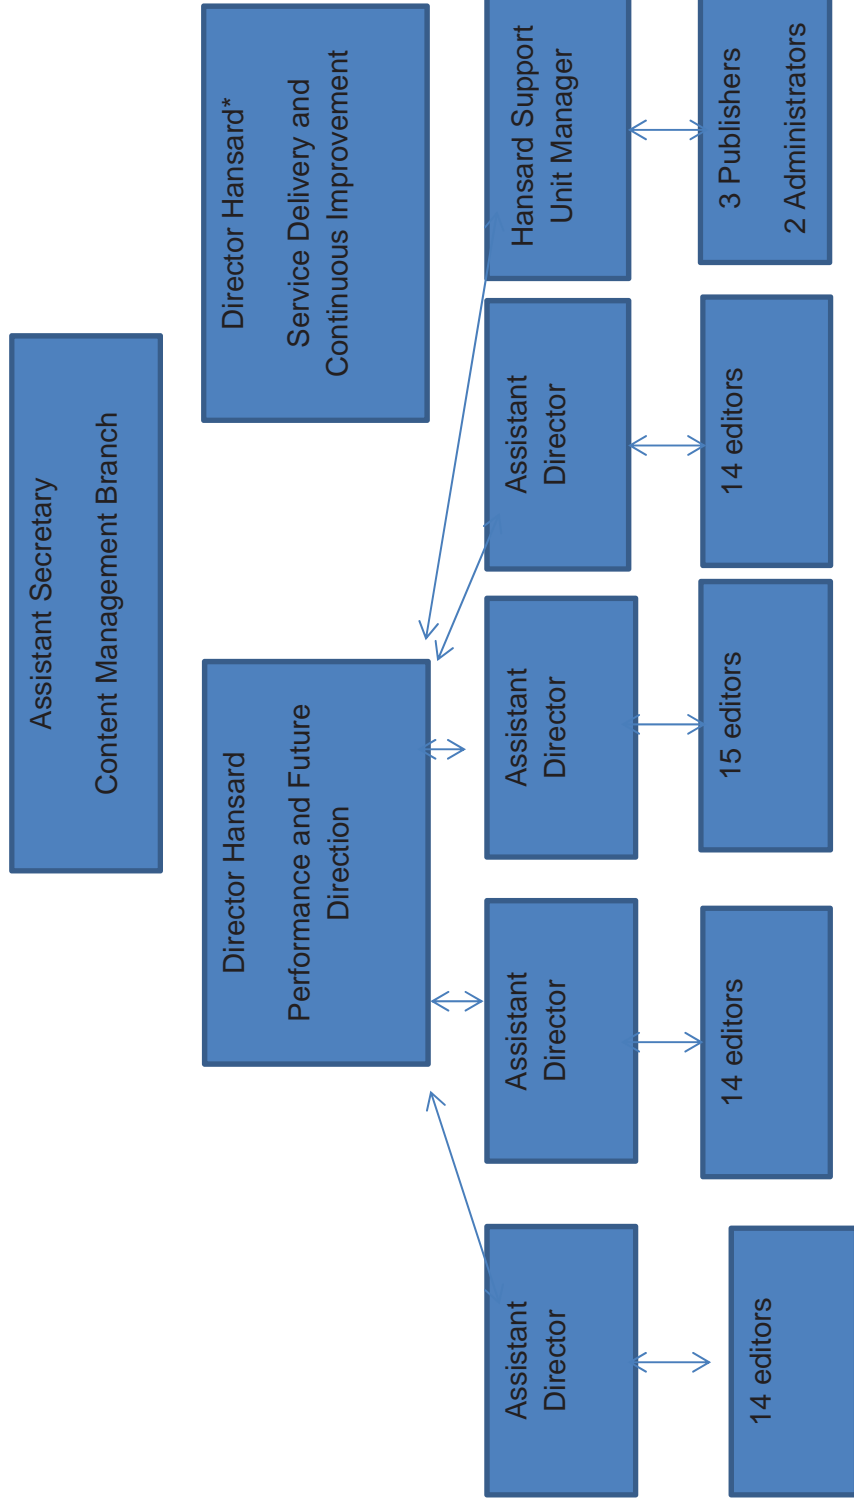 Assistant Secretary
Content Management Branch
Director Hansard
Performance and Future
Direction
Director Hansard*
Service Delivery and
Continuous Improvement
Assistant
Director
Assistant
Director
Assistant
Director
Assistant
Director
Hansard Support
Unit Manager
14 editors
14 editors
15 editors
14 editors
3 Publishers
2 Administrators